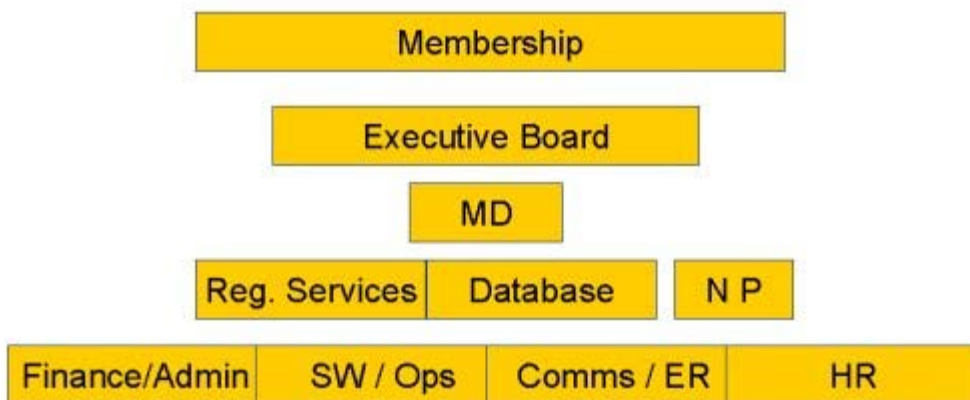 Membership
Executive Board
MD
Reg. Services Database N P
Finance/Admin SW / Ops Comms / ER HR